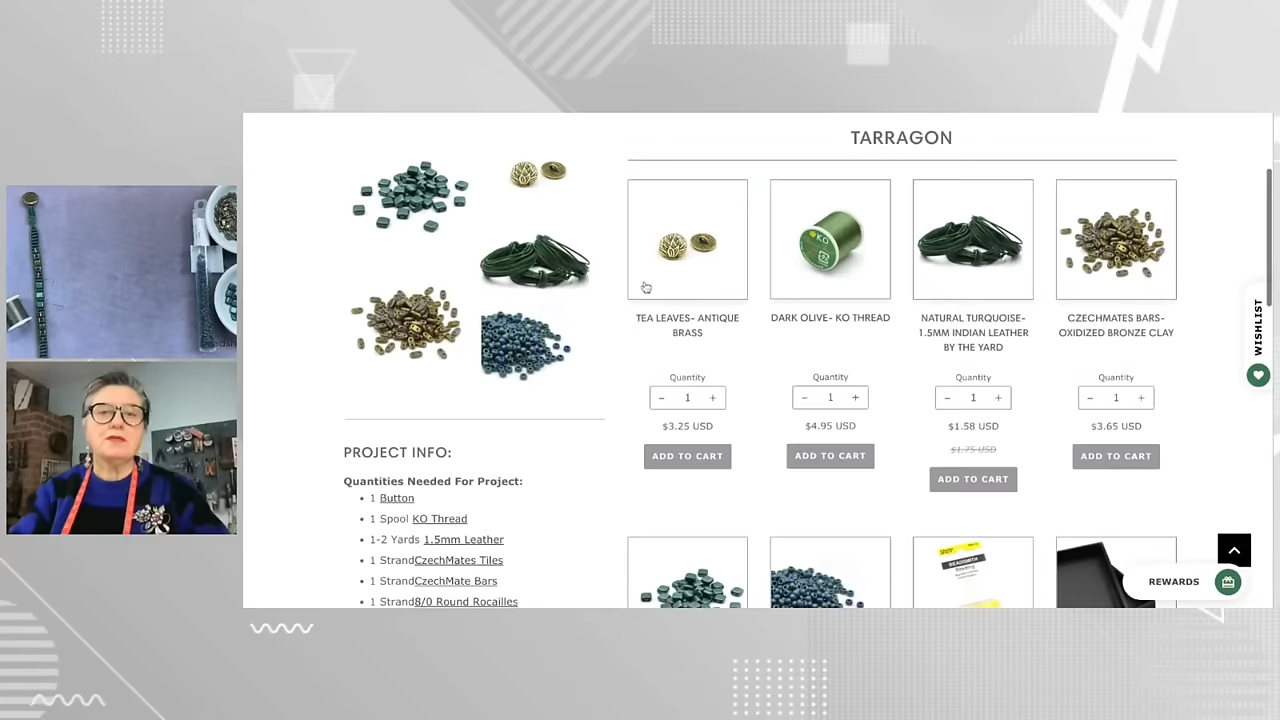 TARRAGON
TEA LEAVES- ANTIQUE
BRASS
Quantity
− 1 +
$3.25 USD
ADD TO CART
DARK OLIVE- KO THREAD
Quantity
− 1 +
$4.95 USD
ADD TO CART
NATURAL TURQUOISE-
1.5MM INDIAN LEATHER
BY THE YARD
Quantity
− 1 +
$1.58 USD
$1.75 USD
ADD TO CART
CZECHMATES BARS-
OXIDIZED BRONZE CLAY
Quantity
− 1 +
$3.65 USD
ADD TO CART
KO
PROJECT INFO:
Quantities Needed For Project:
• 1 Button
• 1 Spool KO Thread
• 1-2 Yards 1.5mm Leather
• 1 StrandCzechMates Tiles
• 1 StrandCzechMate Bars
• 1 Strand8/0 Round Rocailles
BEADSMITH
WISHLIST
REWARDS